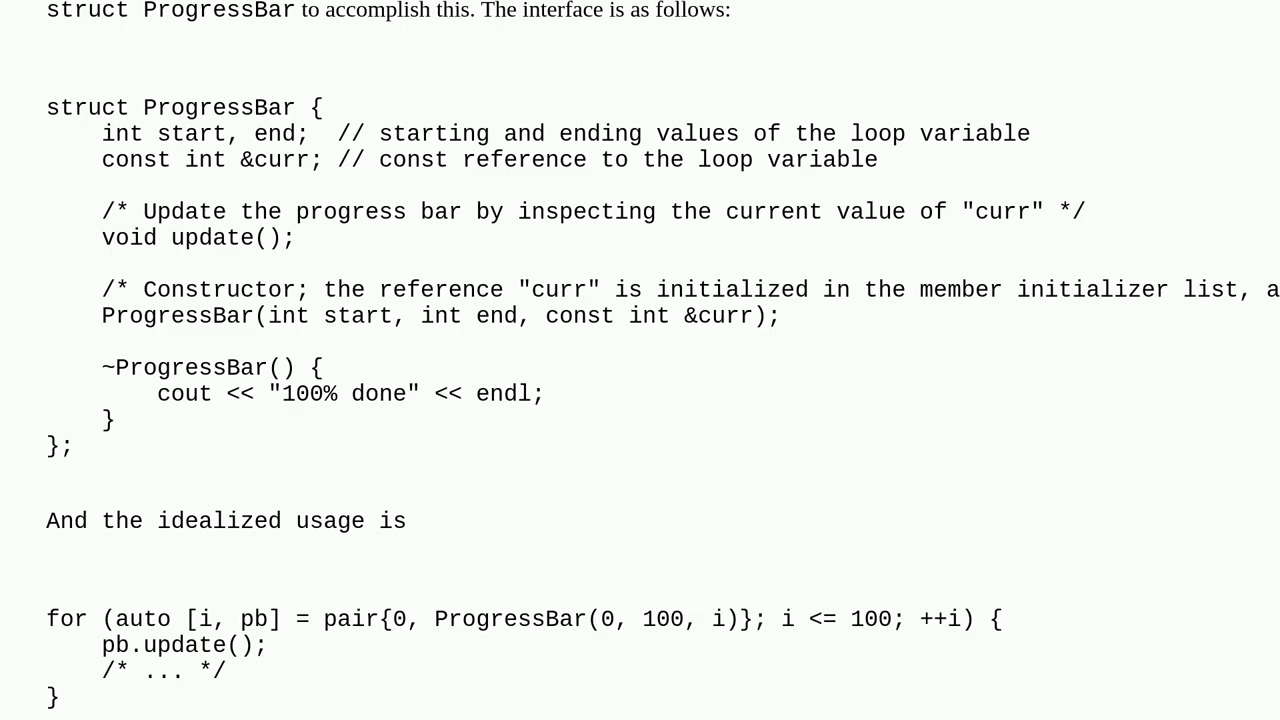 struct ProgressBar to accomplish this. The interface is as follows:
struct ProgressBar {
    int start, end;  // starting and ending values of the loop variable
    const int &curr; // const reference to the loop variable
    /* Update the progress bar by inspecting the current value of "curr" */
    void update();
    /* Constructor; the reference "curr" is initialized in the member initializer list, a
    ProgressBar(int start, int end, const int &curr);
    ~ProgressBar() {
        cout << "100% done" << endl;
    }
};
And the idealized usage is
for (auto [i, pb] = pair{0, ProgressBar(0, 100, i)}; i <= 100; ++i) {
    pb.update();
    /* ... */
}